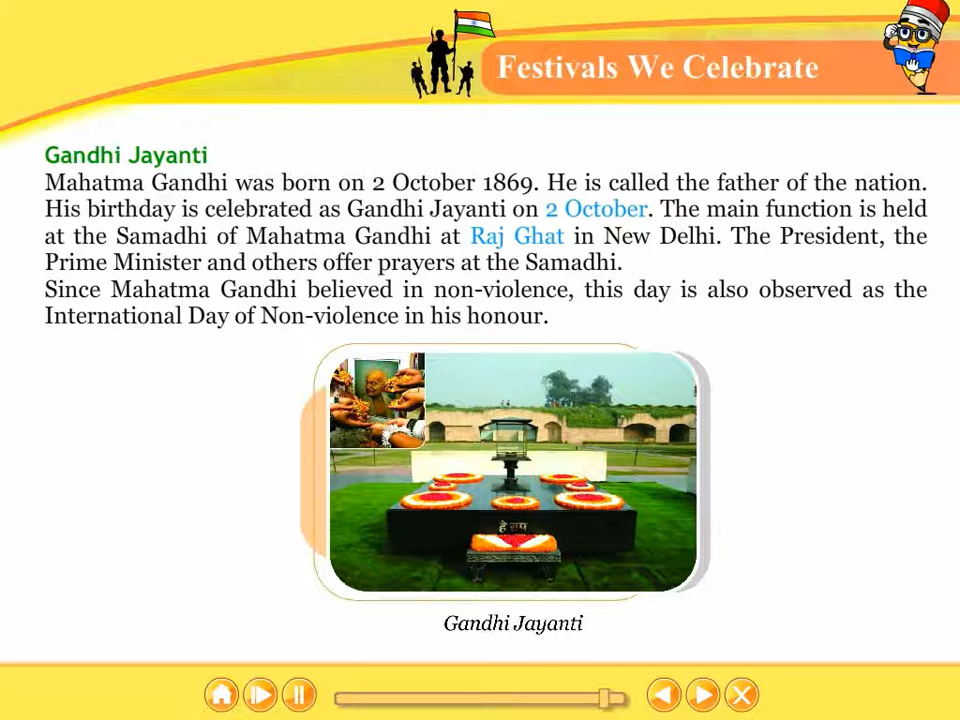 Festivals We Celebrate
Gandhi Jayanti
Mahatma Gandhi was born on 2 October 1869. He is called the father of the nation.
His birthday is celebrated as Gandhi Jayanti on 2 October. The main function is held
at the Samadhi of Mahatma Gandhi at Raj Ghat in New Delhi. The President, the
Prime Minister and others offer prayers at the Samadhi.
Since Mahatma Gandhi believed in non-violence, this day is also observed as the
International Day of Non-violence in his honour.
हे राम
Gandhi Jayanti